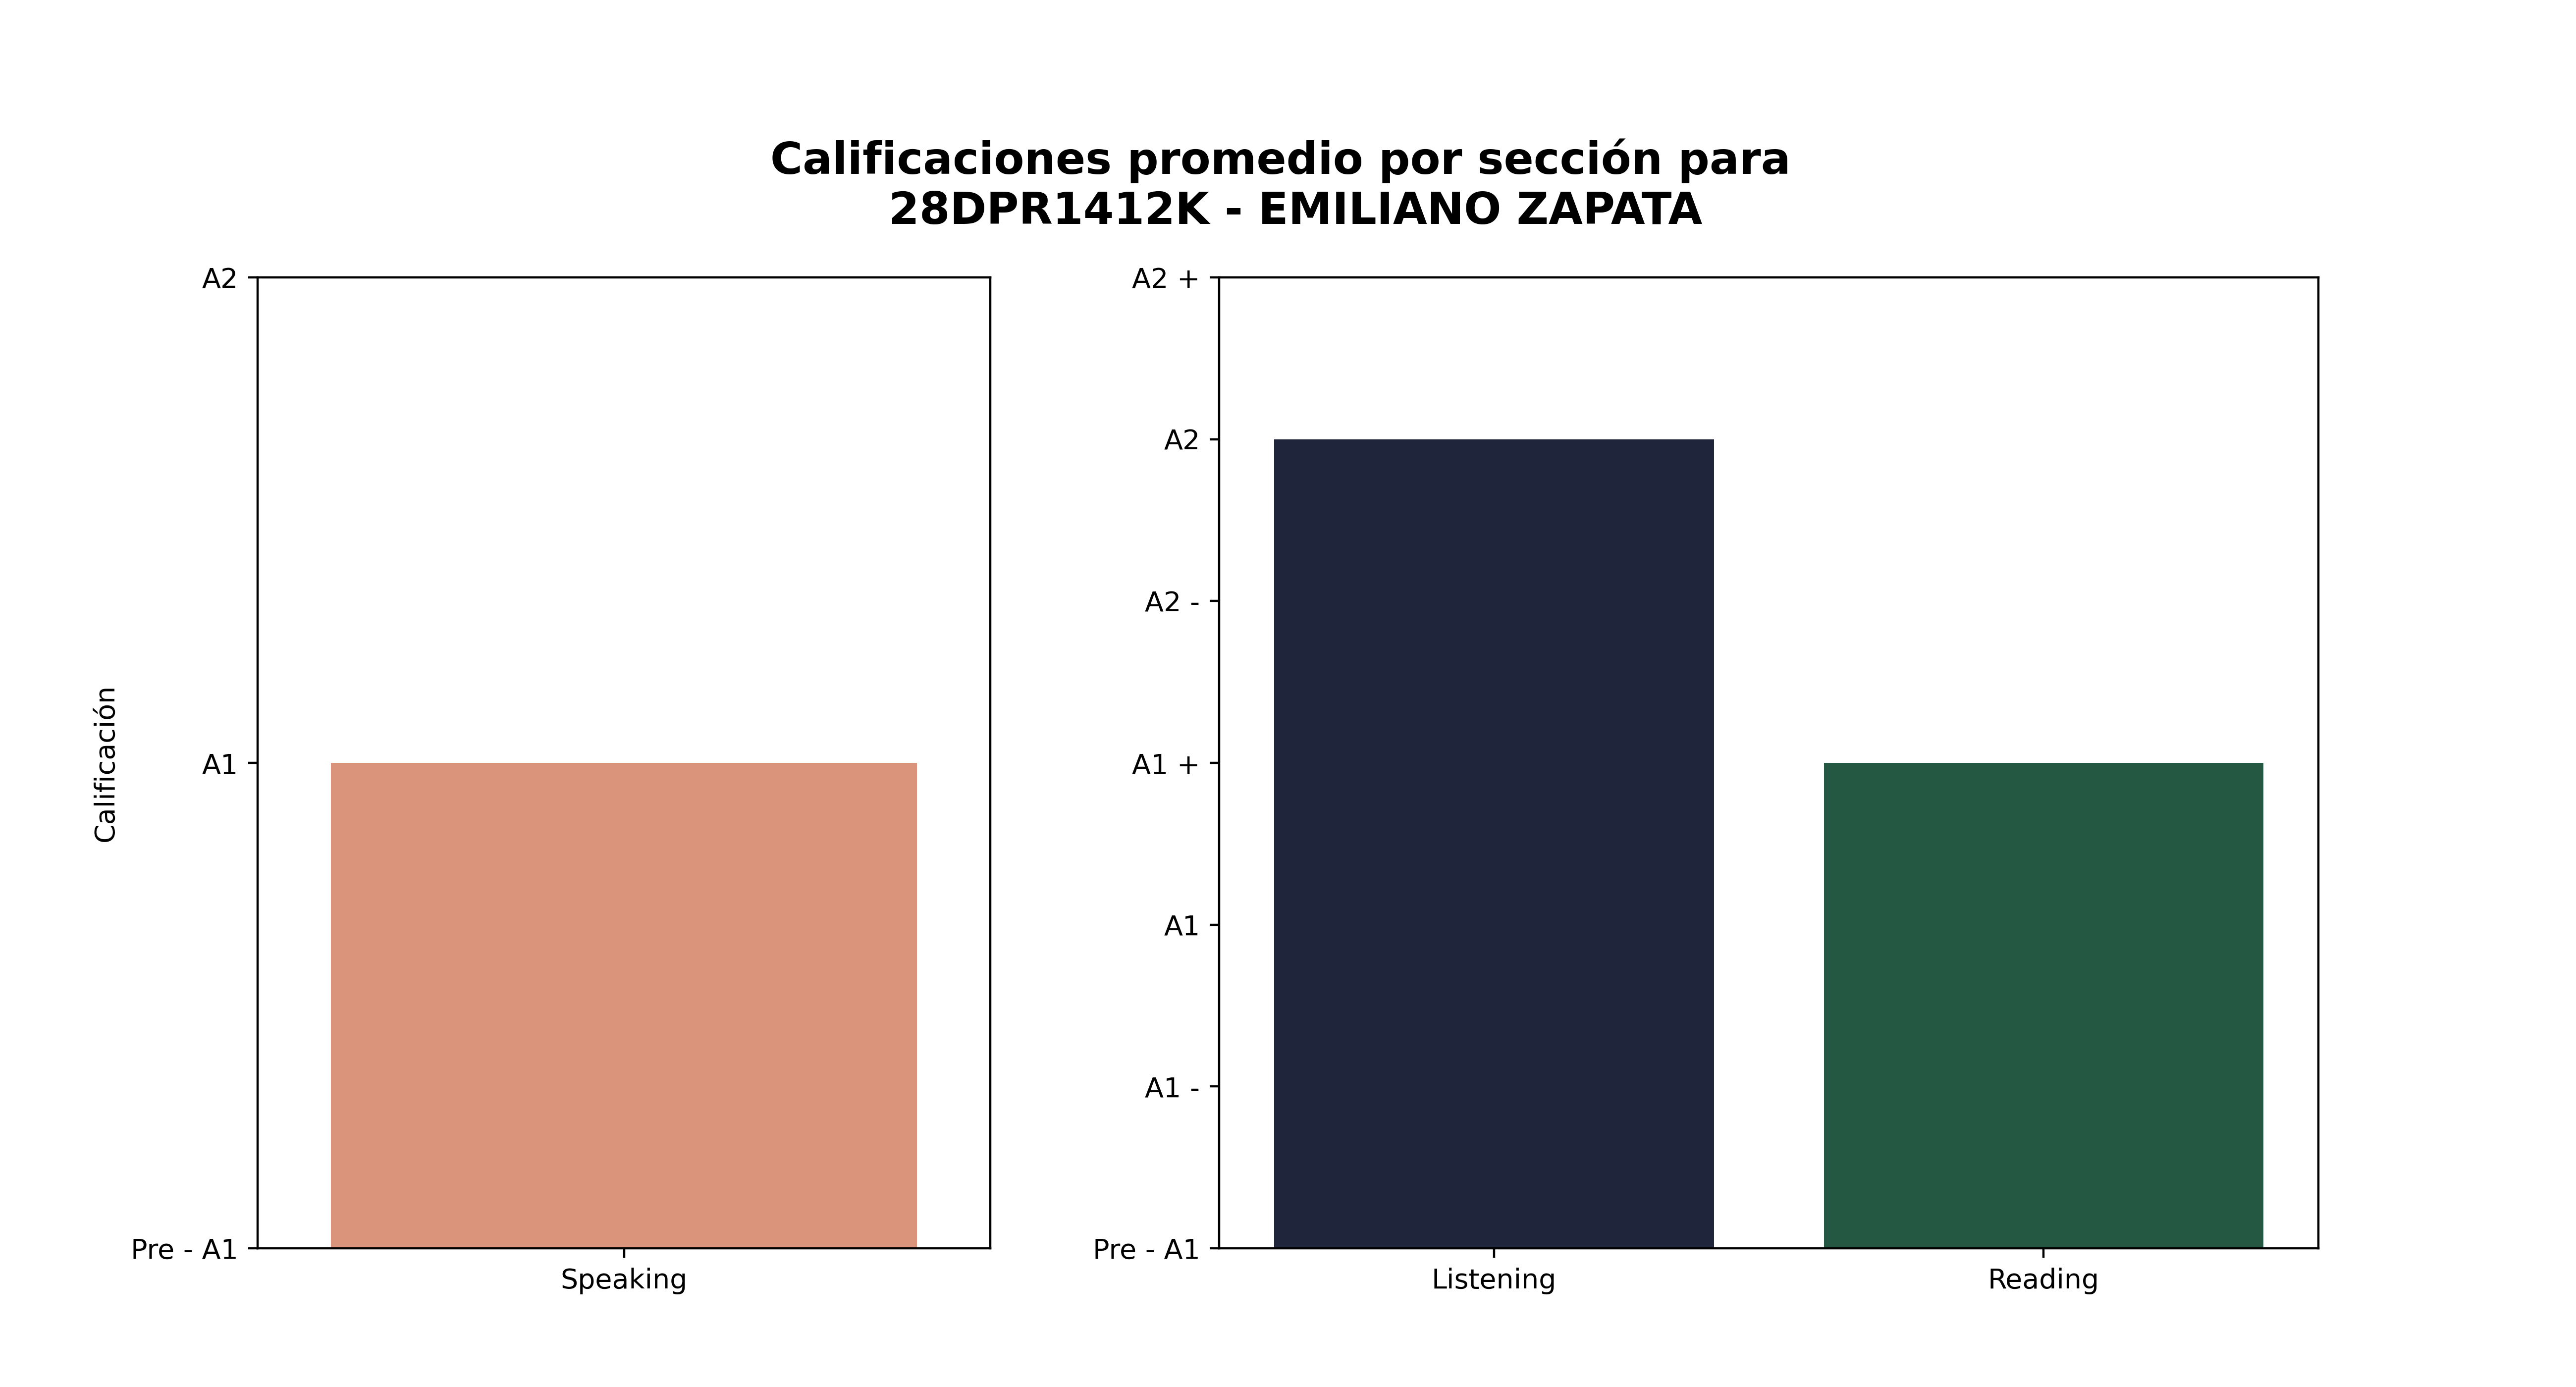 Calificaciones promedio por sección para
28DPR1412K - EMILIANO ZAPATA
Calificación
A2
A1
Pre - A1
Speaking
A2 +
A2
A2 -
A1 +
A1
A1 -
Pre - A1
Listening
Reading